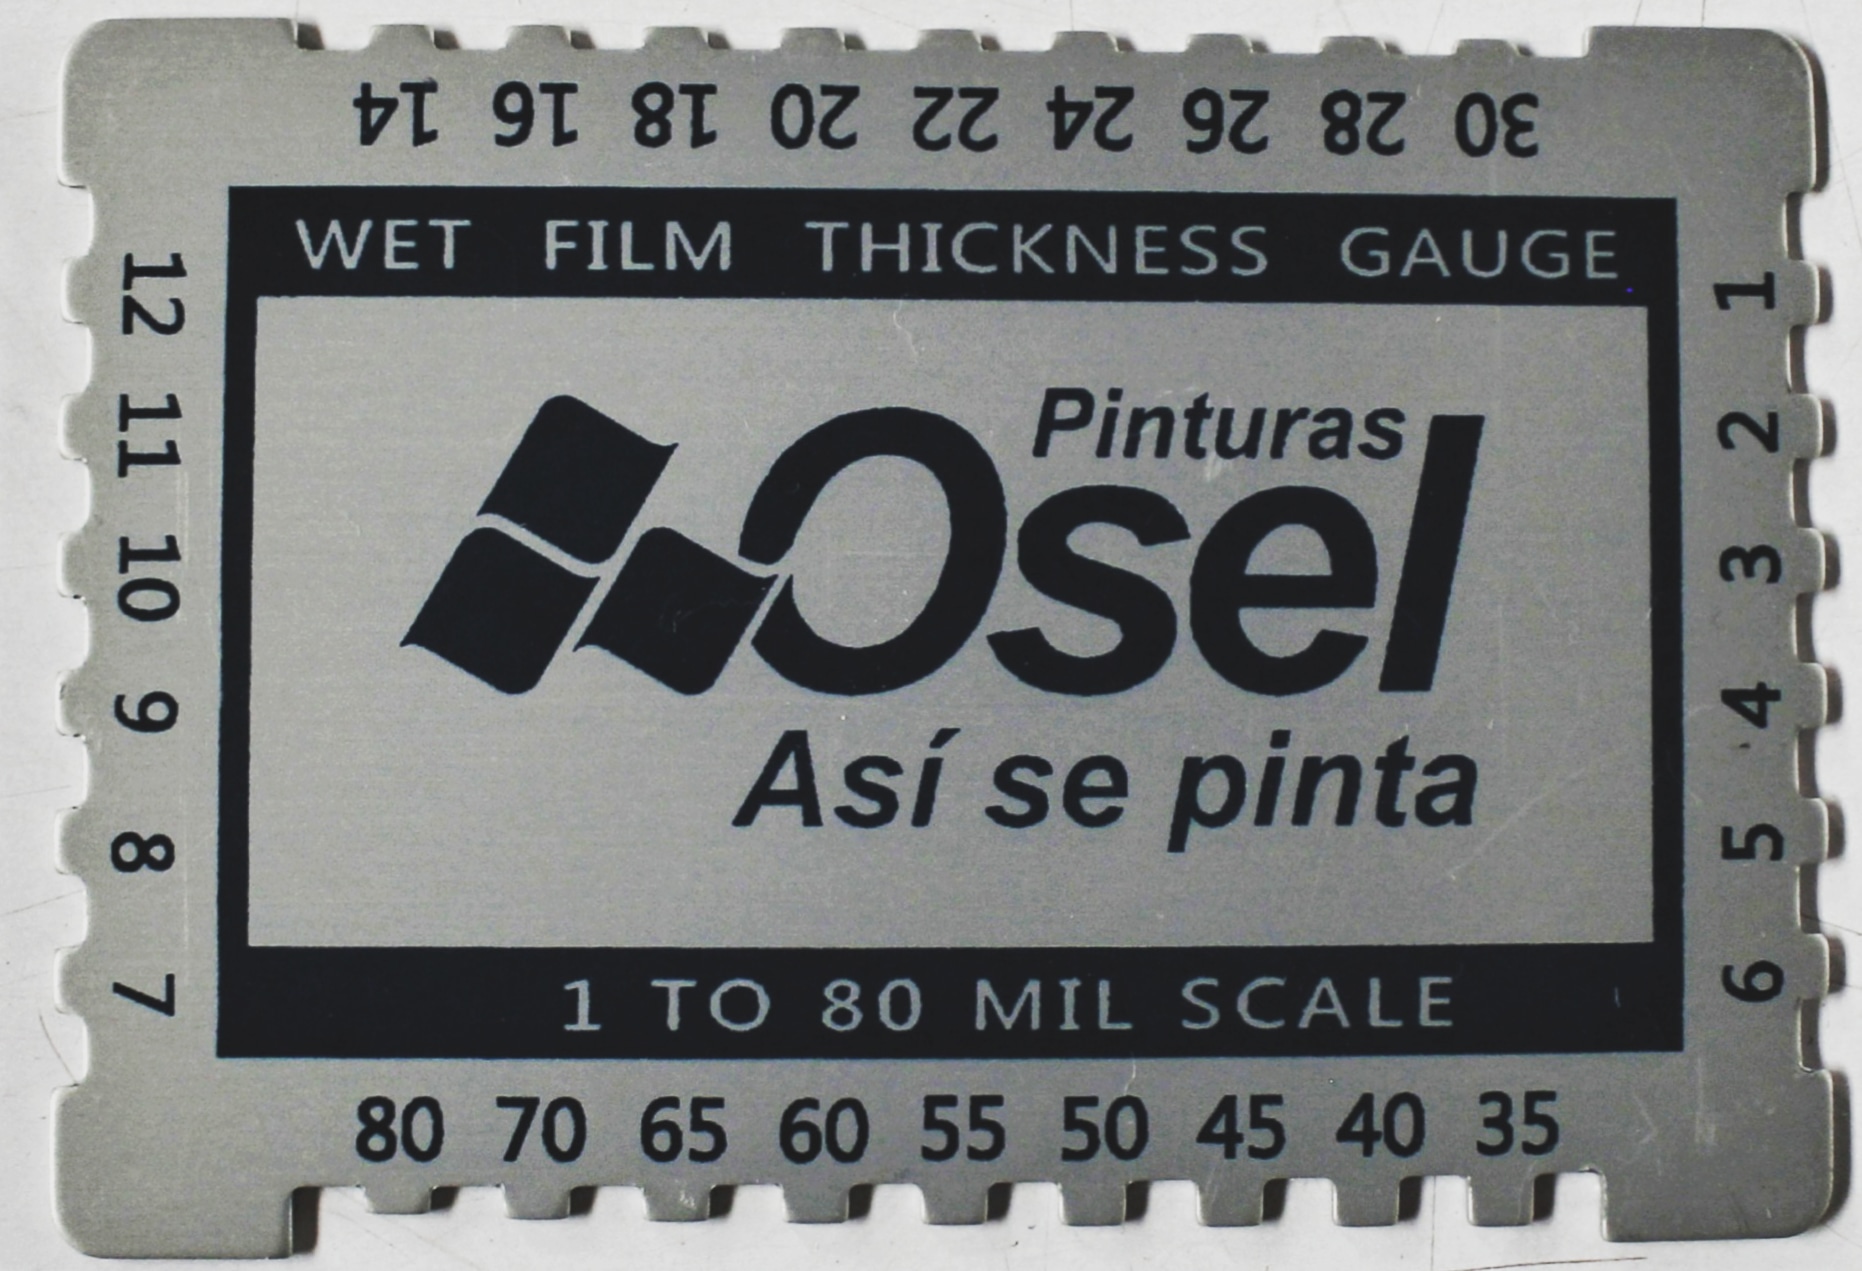 14 16 18 20 22 24 26 28 30
WET FILM THICKNESS GAUGE
12 11 10 9 8 7
1 2 3 4 5 6
Pinturas
Osel
Así se pinta
1 TO 80 MIL SCALE
80 70 65 60 55 50 45 40 35